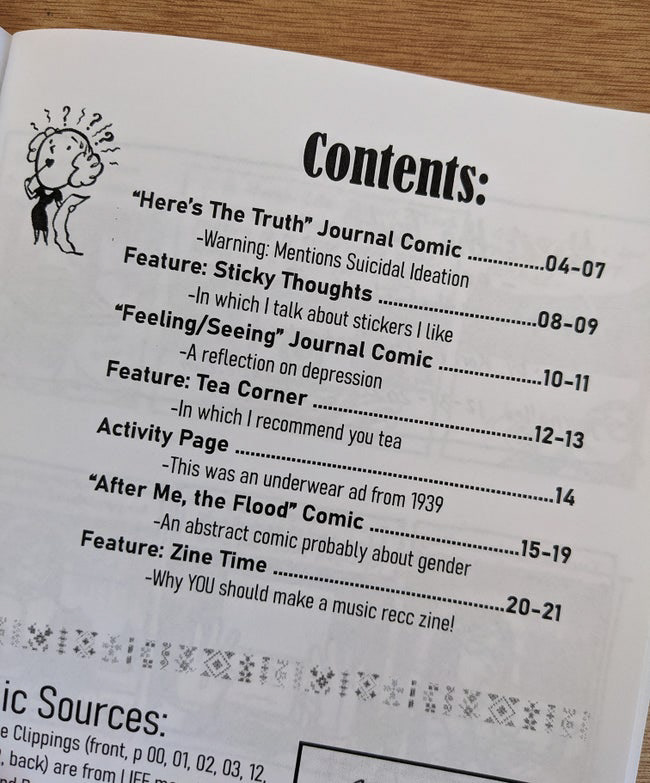 Contents:
“Here’s The Truth” Journal Comic ..............04-07
-Warning: Mentions Suicidal Ideation
Feature: Sticky Thoughts ............................08-09
-In which I talk about stickers I like
“Feeling/Seeing” Journal Comic ..................10-11
-A reflection on depression
Feature: Tea Corner ......................................12-13
-In which I recommend you tea
Activity Page ........................................................14
-This was an underwear ad from 1939
“After Me, the Flood” Comic ..........................15-19
-An abstract comic probably about gender
Feature: Zine Time .........................................20-21
-Why YOU should make a music recc zine!
ic Sources:
e Clippings (front, p 00, 01, 02, 03, 12,
, back) are from LIFE